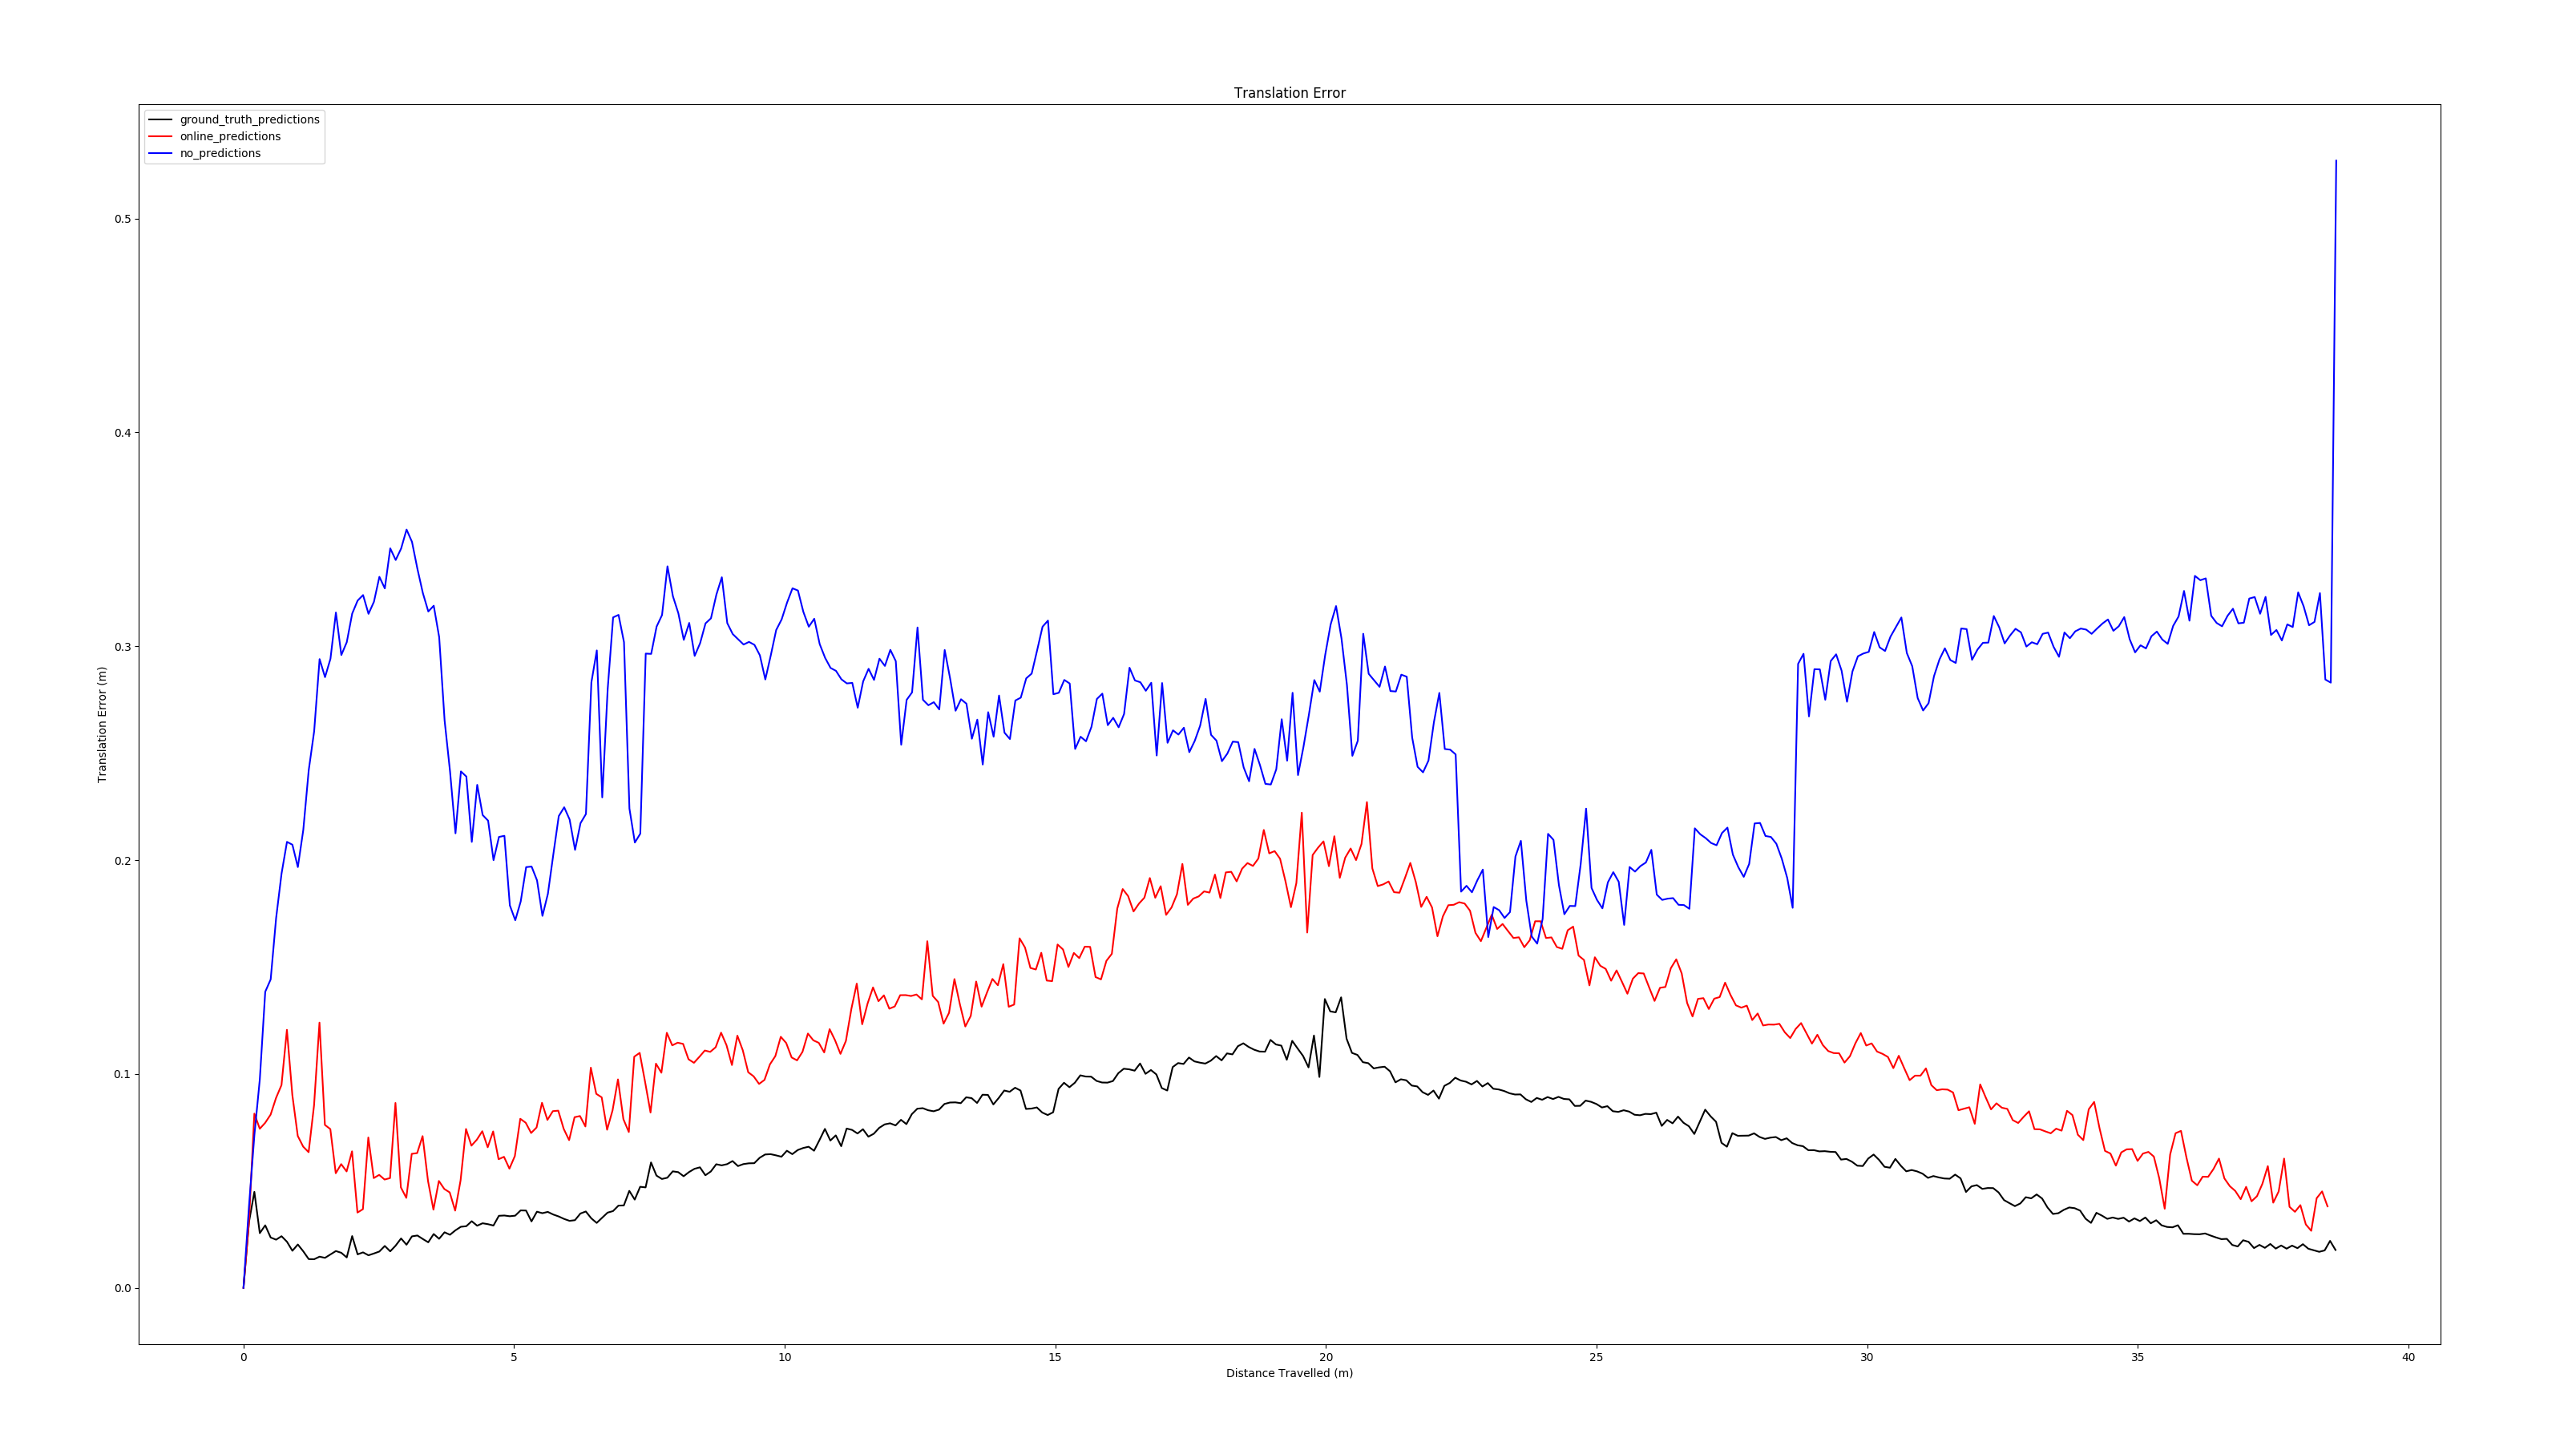 Translation Error
ground_truth_predictions
online_predictions
no_predictions
0.5
0.4
0.3
0.2
0.1
0.0
Translation Error (m)
0 5 10 15 20 25 30 35 40
Distance Travelled (m)